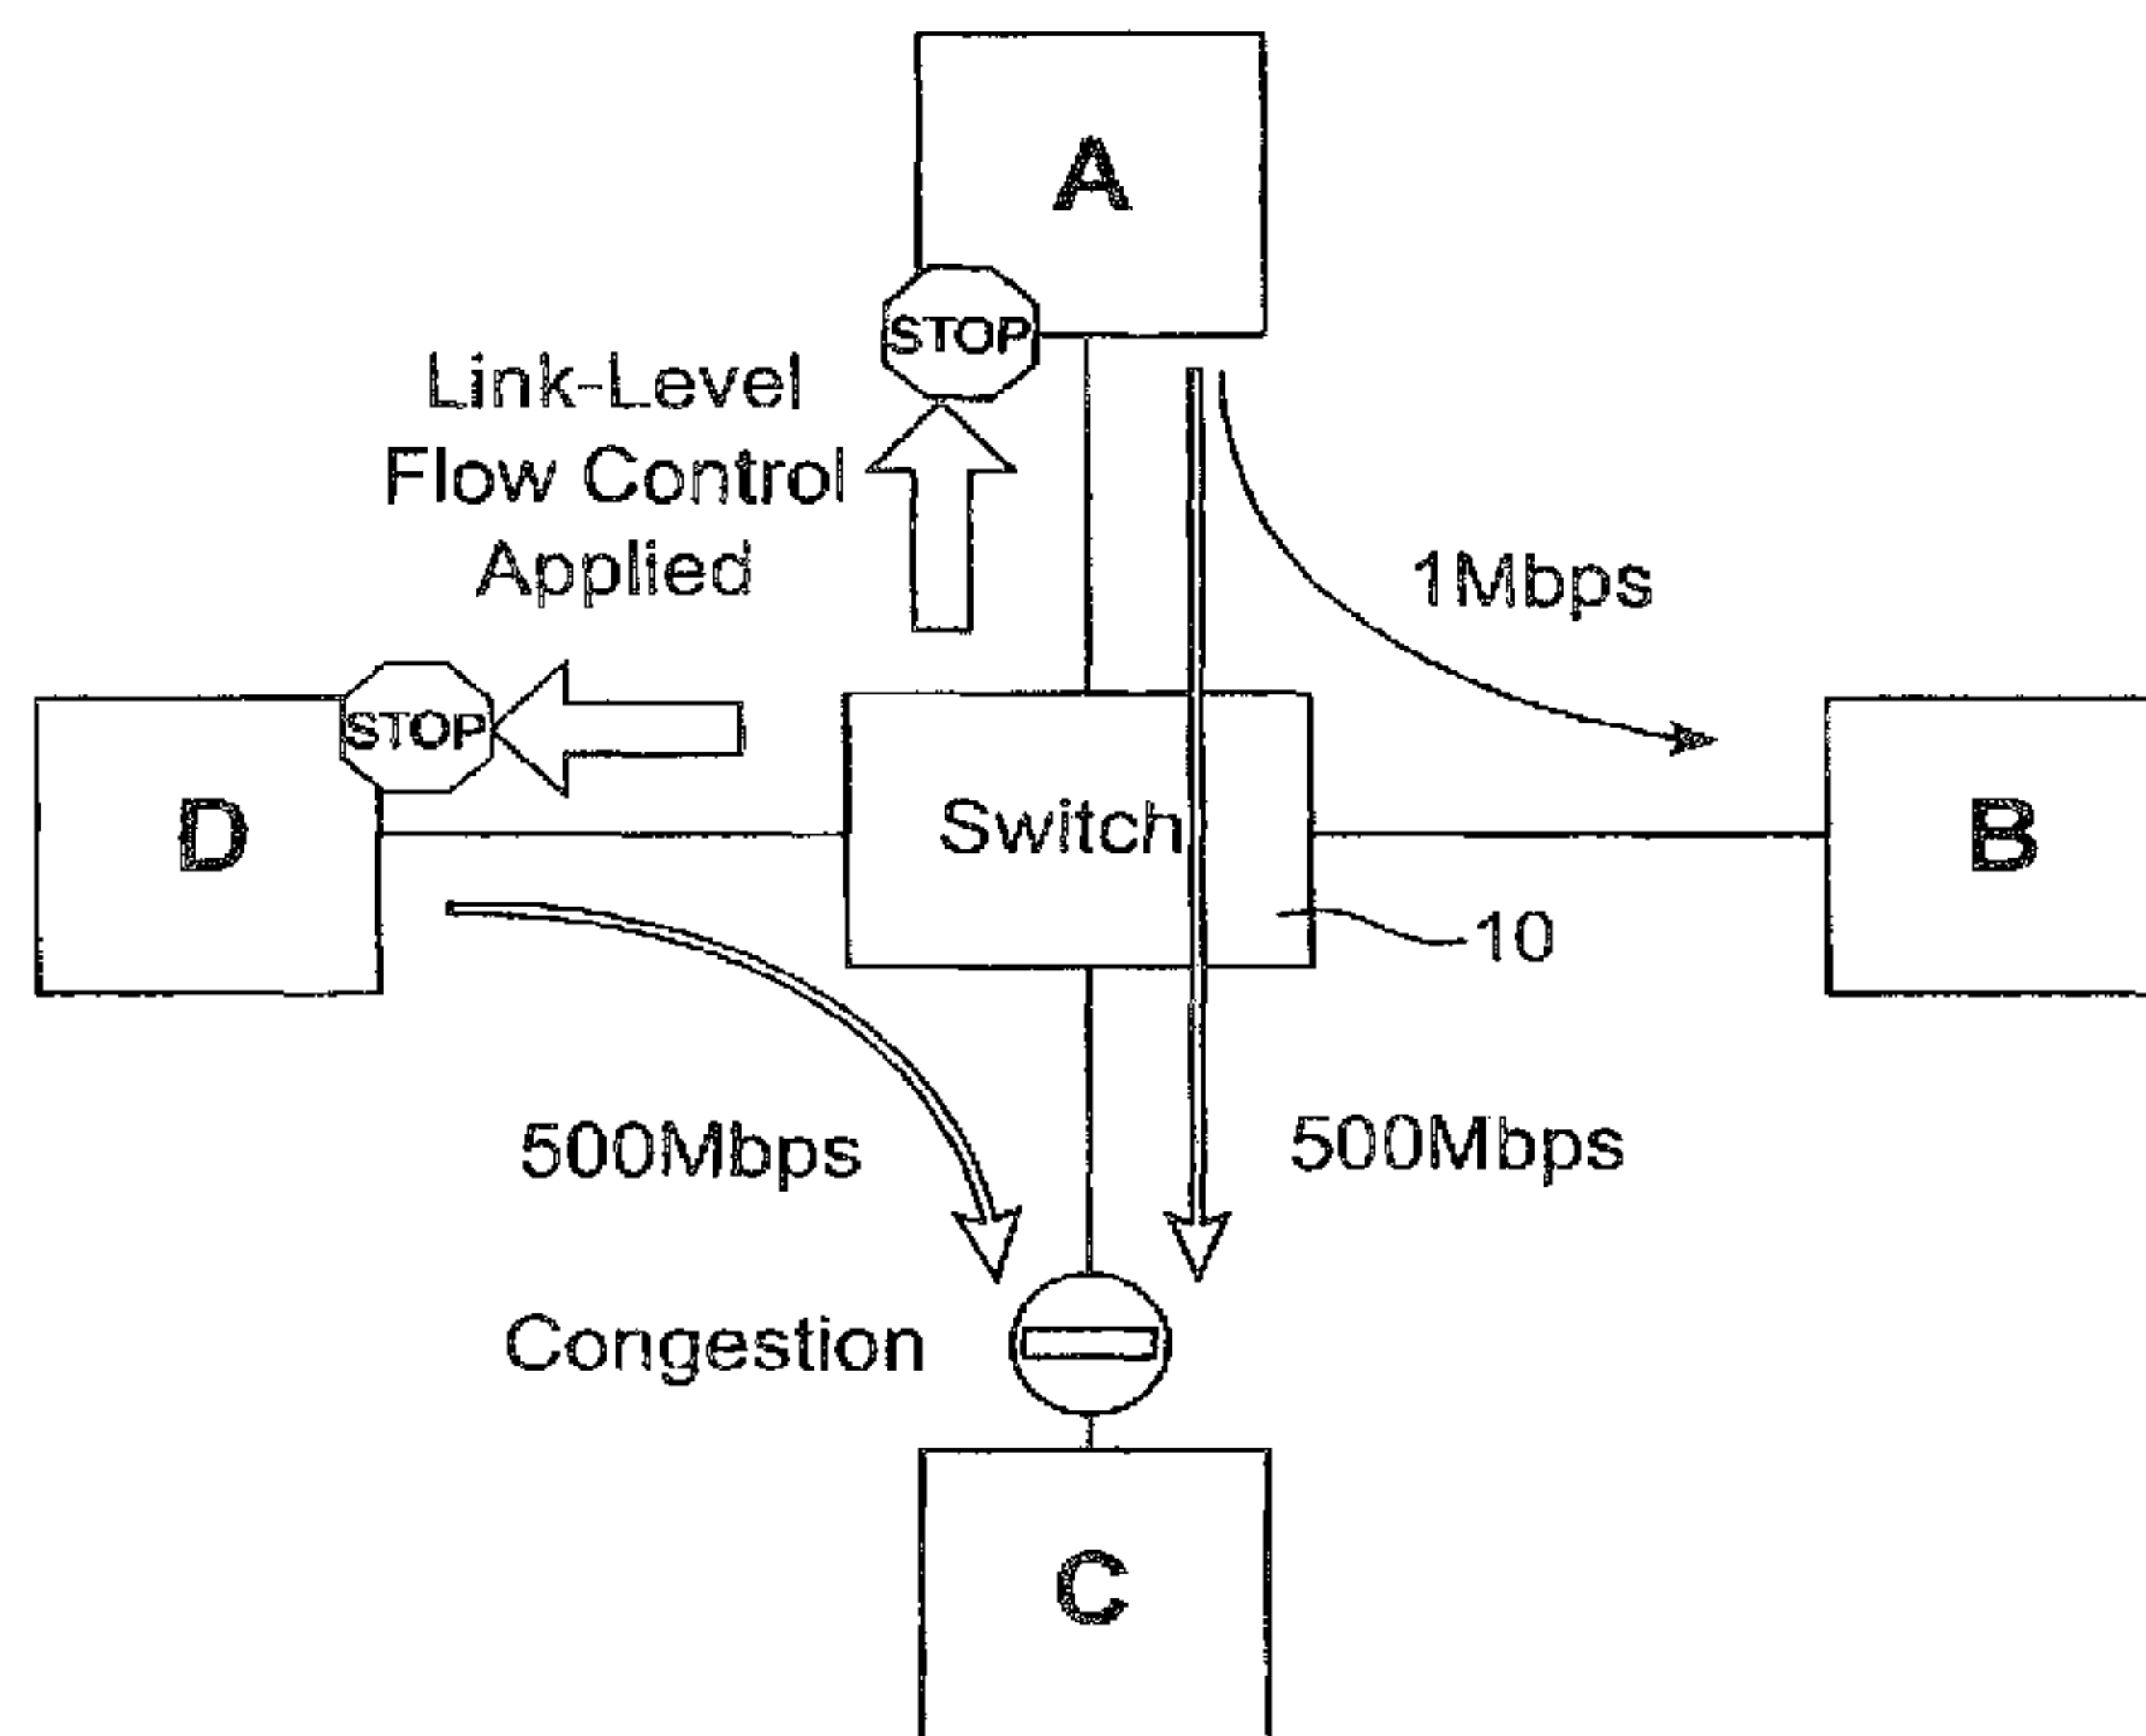 A
STOP
Link-Level
Flow Control
Applied
1Mbps
STOP
D
Switch
B
10
500Mbps
500Mbps
Congestion
C